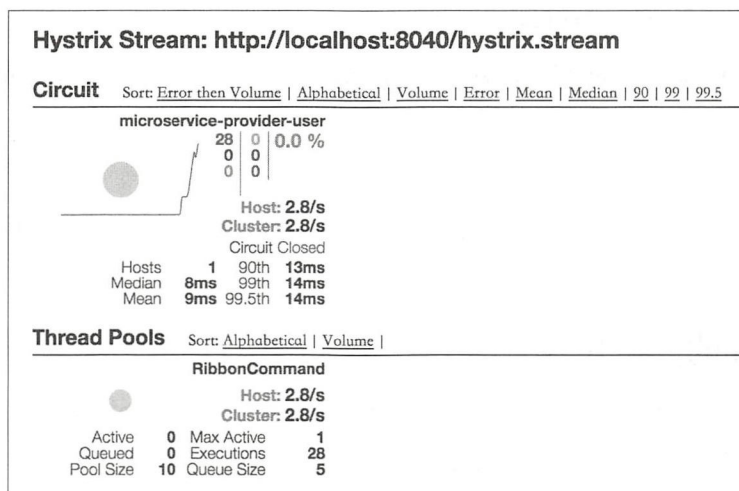 Hystrix Stream: http://localhost:8040/hystrix.stream
Circuit Sort: Error then Volume | Alphabetical | Volume | Error | Mean | Median | 90 | 99 | 99.5
microservice-provider-user
28 | 0 | 0.0 %
0 | 0
0 | 0
Host: 2.8/s
Cluster: 2.8/s
Circuit Closed
Hosts 1 90th 13ms
Median 8ms 99th 14ms
Mean 9ms 99.5th 14ms
Thread Pools Sort: Alphabetical | Volume |
RibbonCommand
Host: 2.8/s
Cluster: 2.8/s
Active 0 Max Active 1
Queued 0 Executions 28
Pool Size 10 Queue Size 5